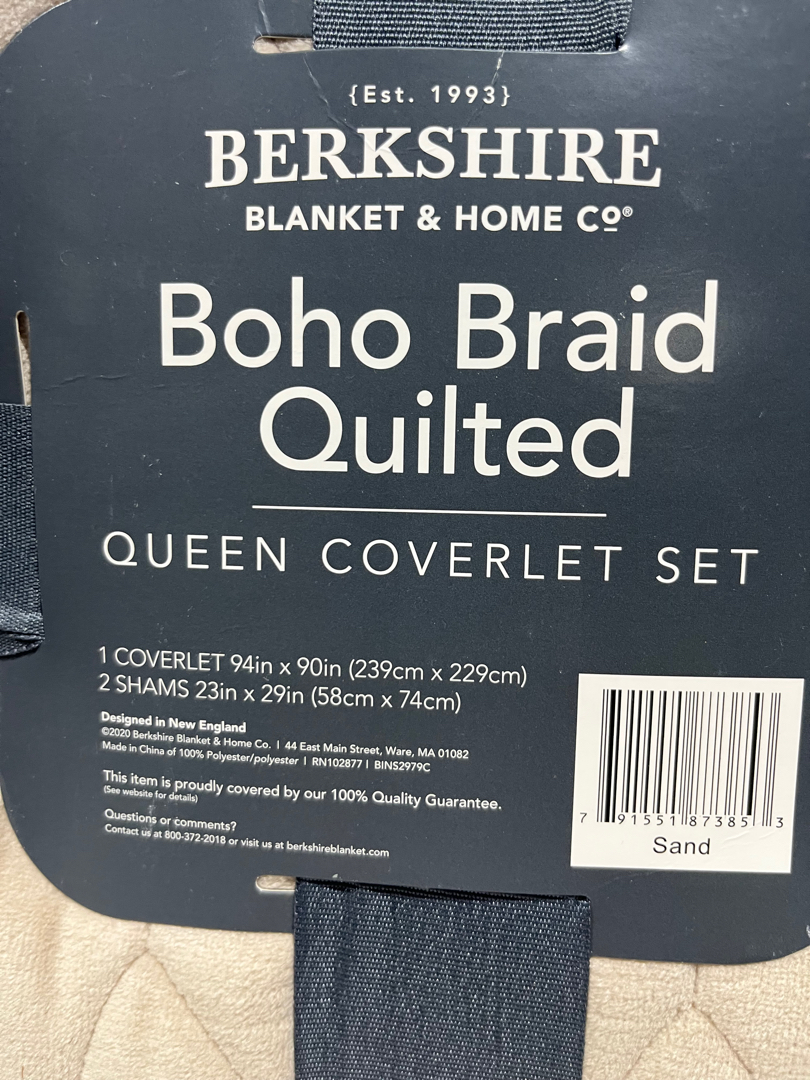 {Est. 1993}
BERKSHIRE
BLANKET & HOME Cº®
Boho Braid
Quilted
QUEEN COVERLET SET
1 COVERLET 94in x 90in (239cm x 229cm)
2 SHAMS 23in x 29in (58cm x 74cm)
Designed in New England
©2020 Berkshire Blanket & Home Co. | 44 East Main Street, Ware, MA 01082
Made in China of 100% Polyester/polyester | RN102877 | BINS2979C
This item is proudly covered by our 100% Quality Guarantee.
(See website for details)
Questions or comments?
Contact us at 800-372-2018 or visit us at berkshireblanket.com
7 91551 87385 3
Sand